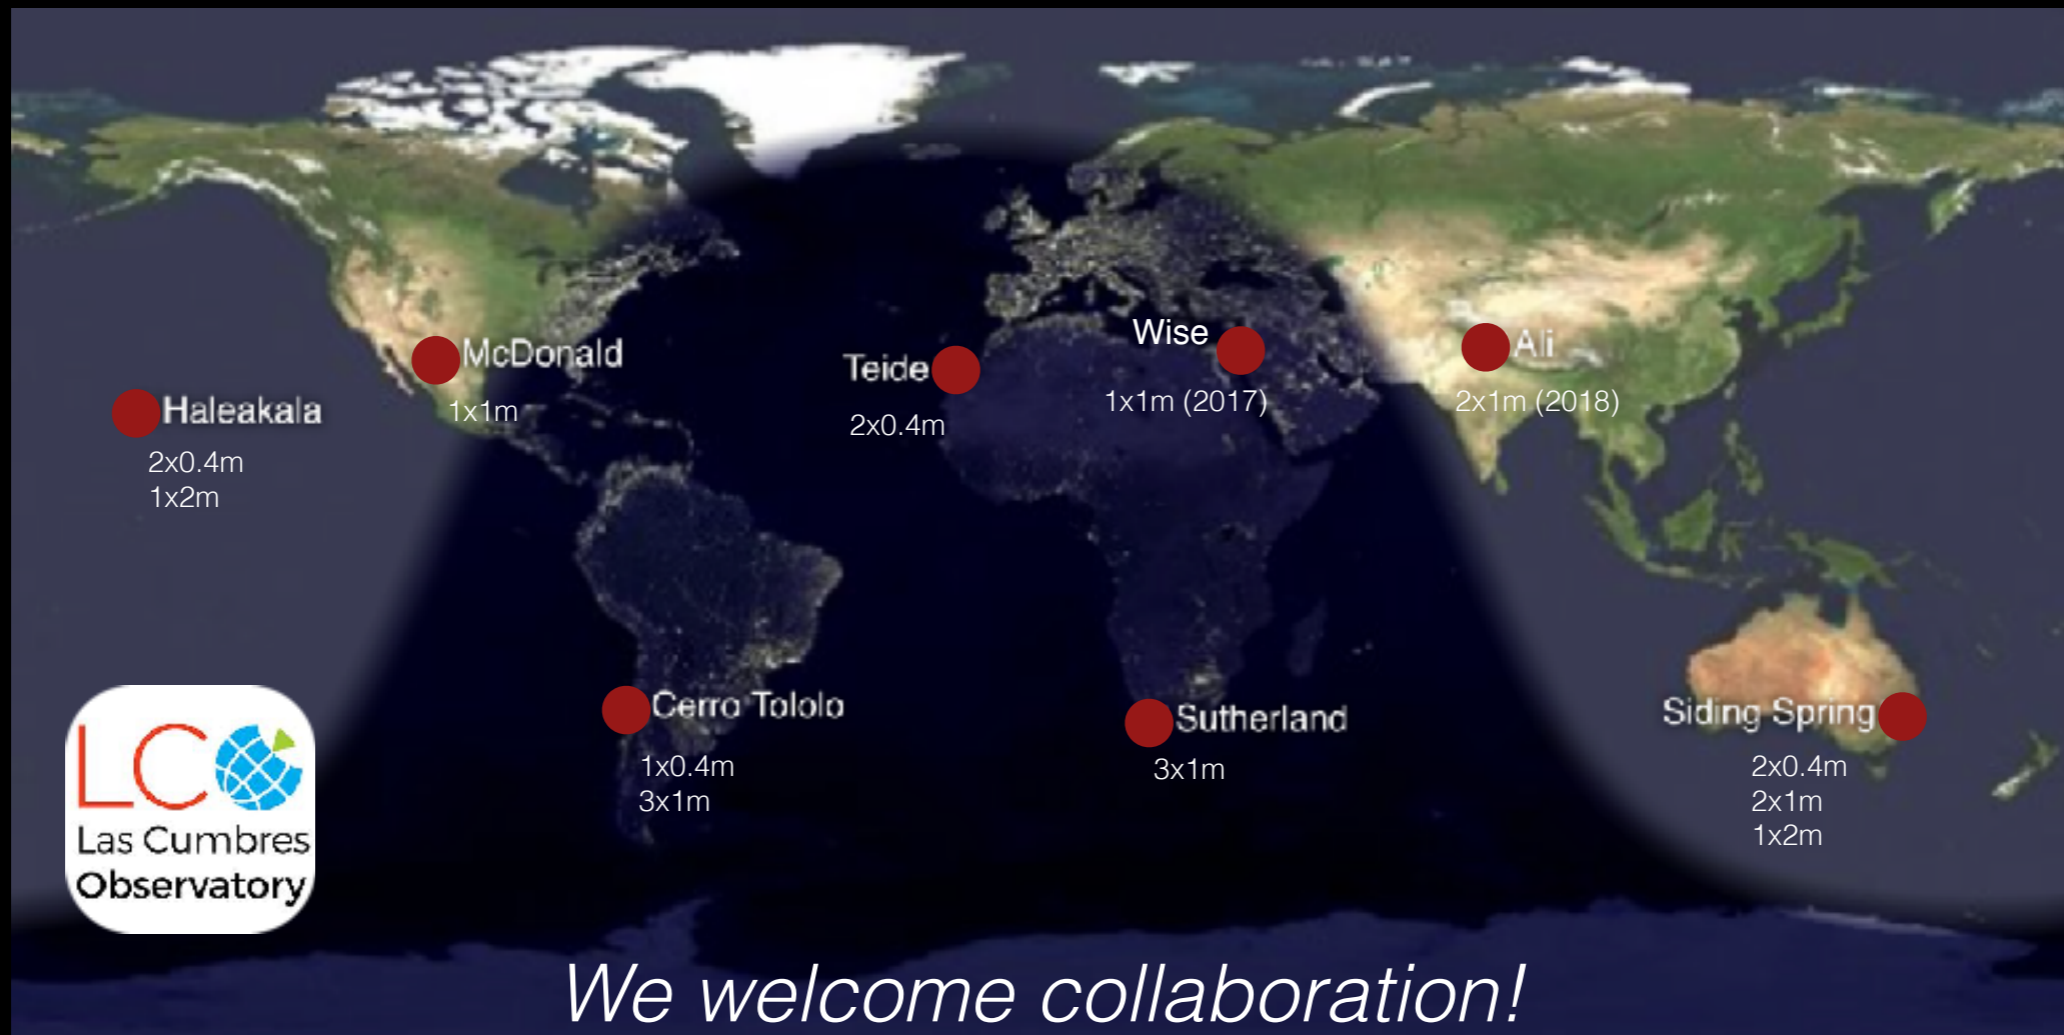 McDonald
1x1m
Haleakala
2x0.4m
1x2m
Teide
2x0.4m
Wise
1x1m (2017)
Ali
2x1m (2018)
Cerro Tololo
1x0.4m
3x1m
Sutherland
3x1m
Siding Spring
2x0.4m
2x1m
1x2m
LCO
Las Cumbres
Observatory
We welcome collaboration!